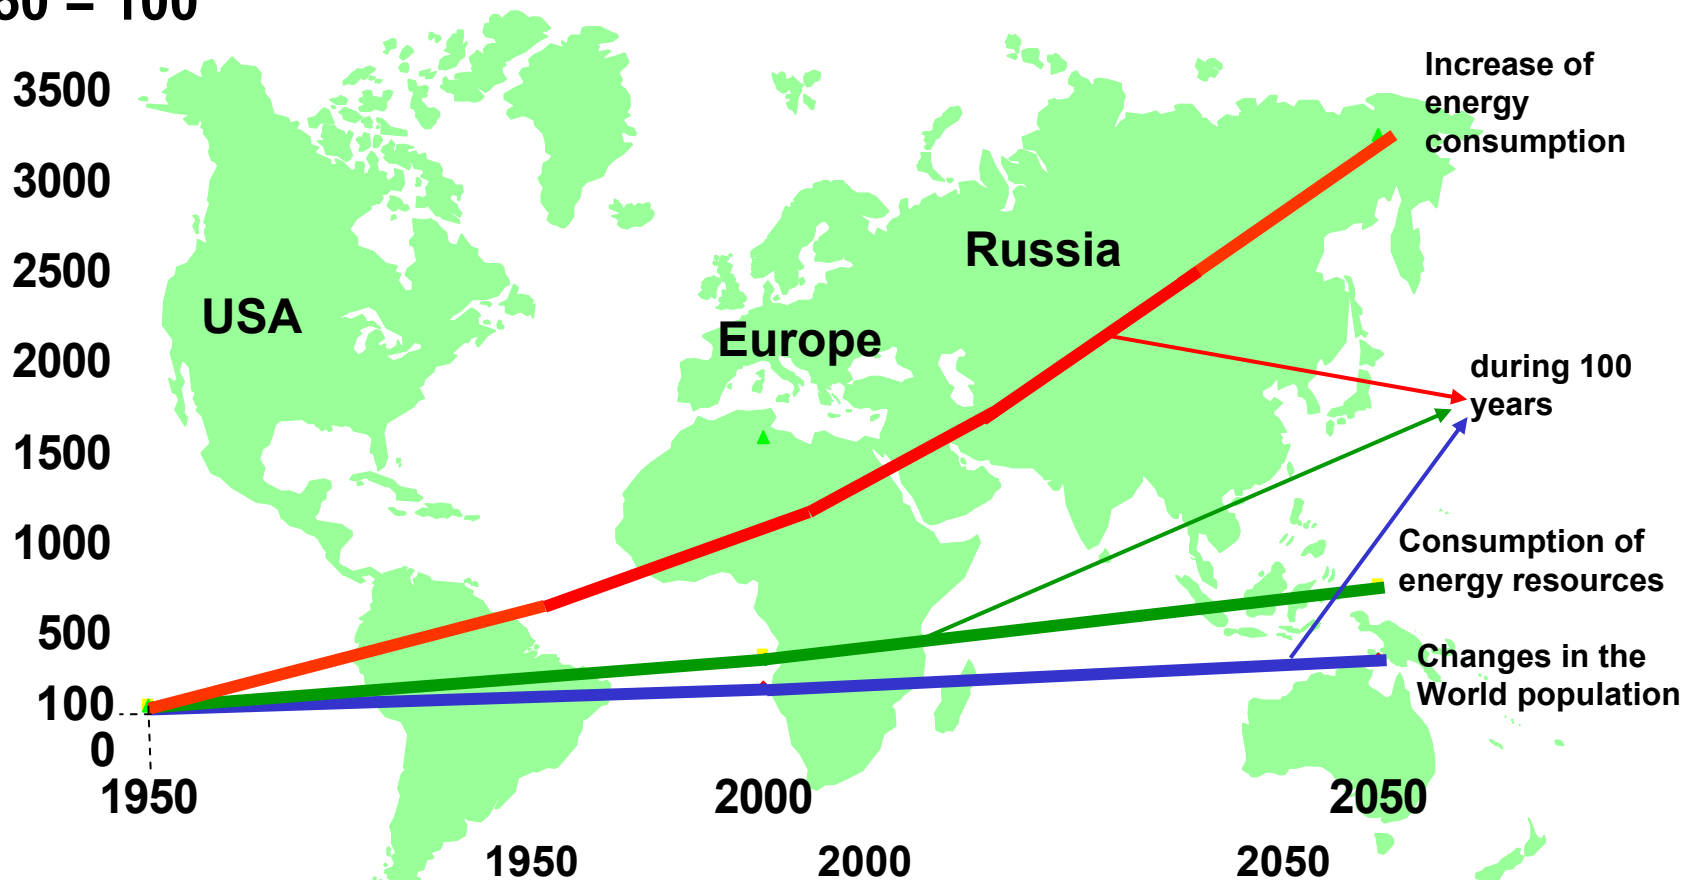 = 100
3500
3000
2500
2000
1500
1000
500
100
0
USA
Europe
Russia
Increase of
energy
consumption
during 100
years
Consumption of
energy resources
Changes in the
World population
1950 2000 2050
1950 2000 2050